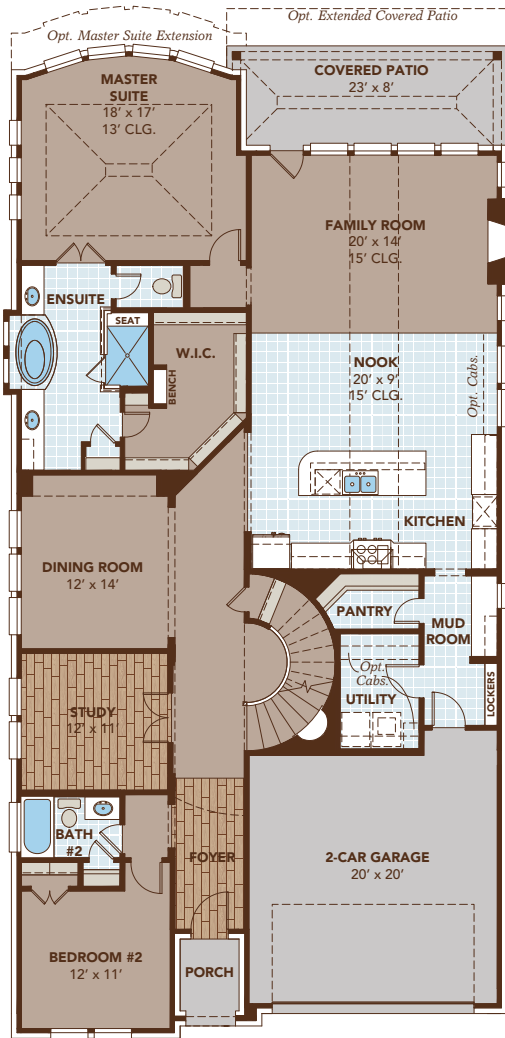 Opt. Extended Covered Patio
Opt. Master Suite Extension
MASTER
SUITE
18' x 17'
13' CLG.
COVERED PATIO
23' x 8'
FAMILY ROOM
20' x 14'
15' CLG.
ENSUITE
SEAT
W.I.C.
BENCH
NOOK
20' x 9'
15' CLG.
Opt. Cabs.
KITCHEN
DINING ROOM
12' x 14'
PANTRY
MUD
ROOM
Opt.
Cabs.
UTILITY
LOCKERS
STUDY
12' x 11'
BATH
#2
FOYER
2-CAR GARAGE
20' x 20'
BEDROOM #2
12' x 11'
PORCH